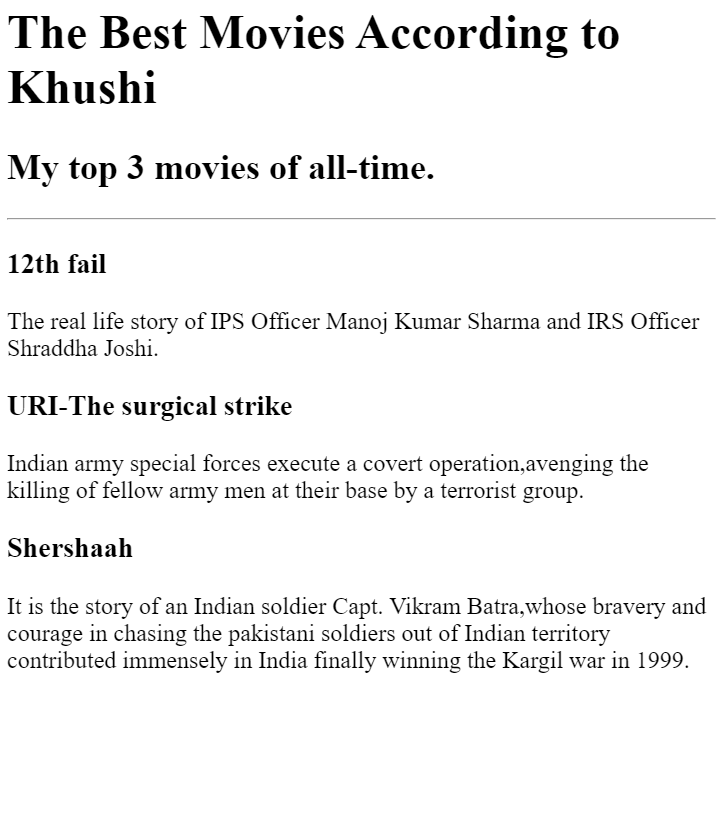 The Best Movies According to
Khushi
My top 3 movies of all-time.
12th fail
The real life story of IPS Officer Manoj Kumar Sharma and IRS Officer
Shraddha Joshi.
URI-The surgical strike
Indian army special forces execute a covert operation,avenging the
killing of fellow army men at their base by a terrorist group.
Shershaah
It is the story of an Indian soldier Capt. Vikram Batra,whose bravery and
courage in chasing the pakistani soldiers out of Indian territory
contributed immensely in India finally winning the Kargil war in 1999.